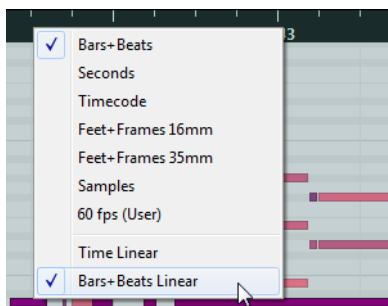 Bars+Beats
Seconds
Timecode
Feet+Frames 16mm
Feet+Frames 35mm
Samples
60 fps (User)
Time Linear
Bars+Beats Linear